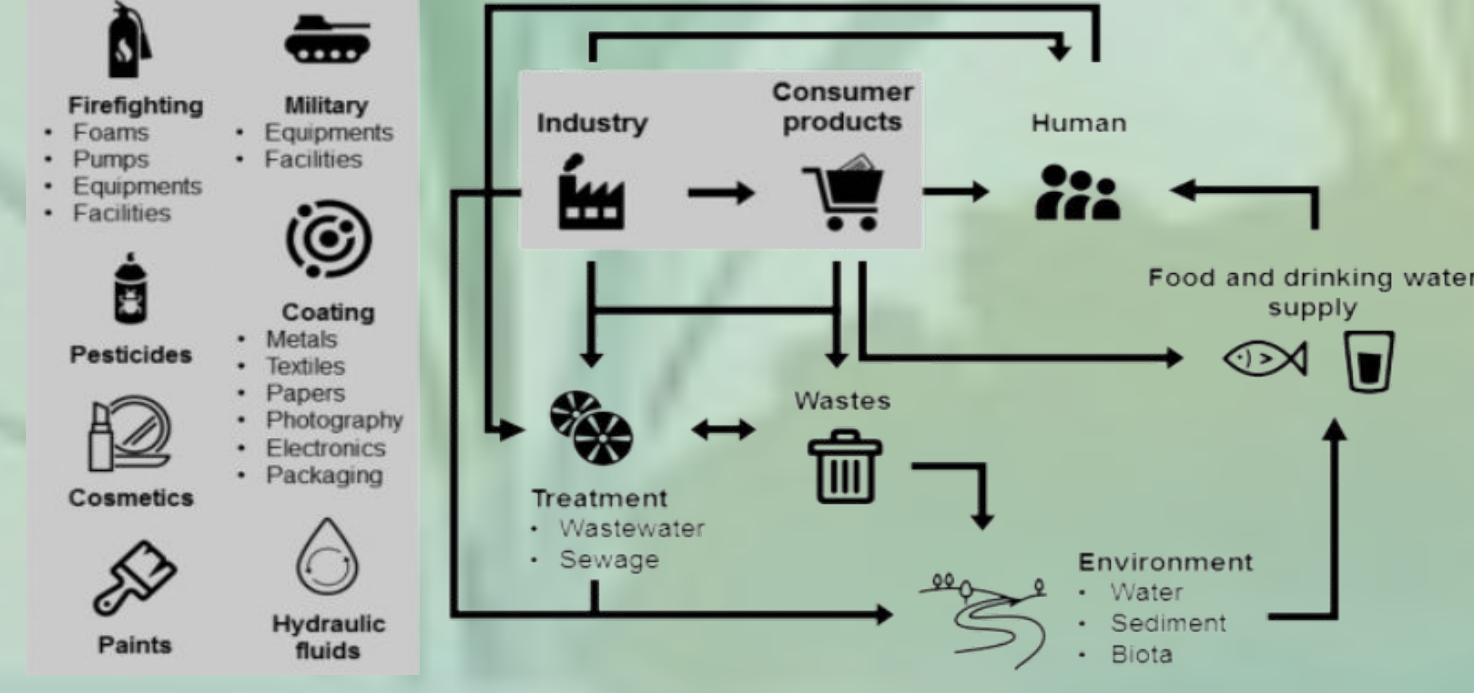 Firefighting
• Foams
• Pumps
• Equipments
• Facilities
Military
• Equipments
• Facilities
Pesticides
Coating
• Metals
• Textiles
• Papers
• Photography
• Electronics
• Packaging
Cosmetics
Paints
Hydraulic
fluids
Industry
Consumer
products
Human
Food and drinking water
supply
Wastes
Treatment
• Wastewater
• Sewage
Environment
• Water
• Sediment
• Biota